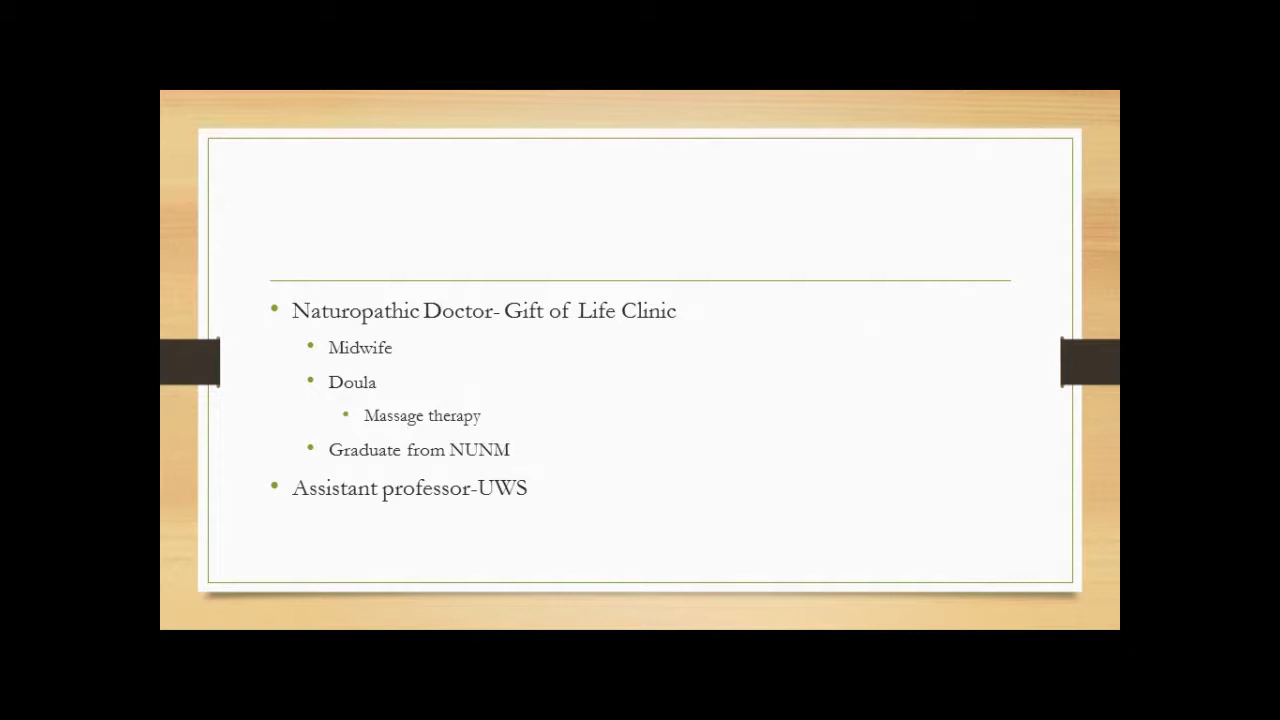 • Naturopathic Doctor- Gift of Life Clinic
• Midwife
• Doula
• Massage therapy
• Graduate from NUNM
• Assistant professor-UWS